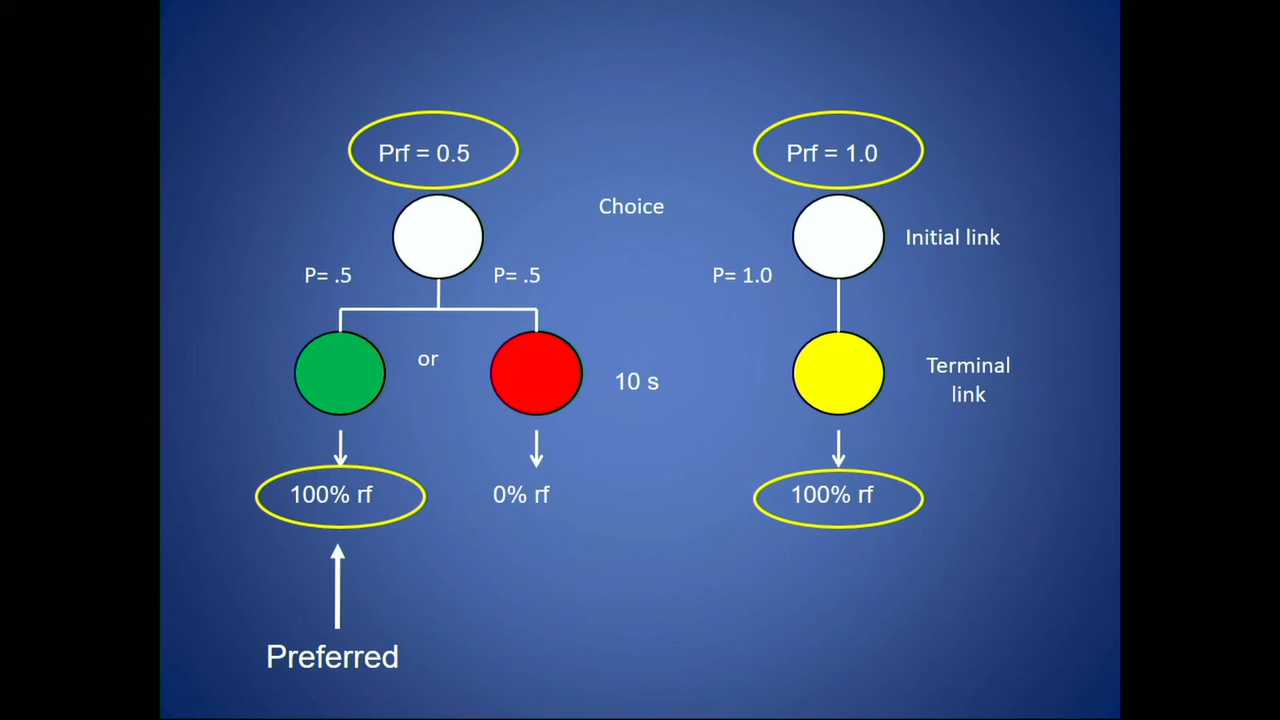 Prf = 0.5
Prf = 1.0
Choice
Initial link
P= .5
P= .5
P= 1.0
or
10 s
Terminal
link
100% rf
0% rf
100% rf
Preferred